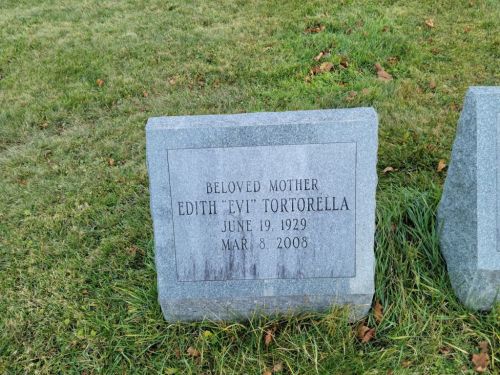 BELOVED MOTHER
EDITH "EVI" TORTORELLA
JUNE 19, 1929
MAR. 8, 2008